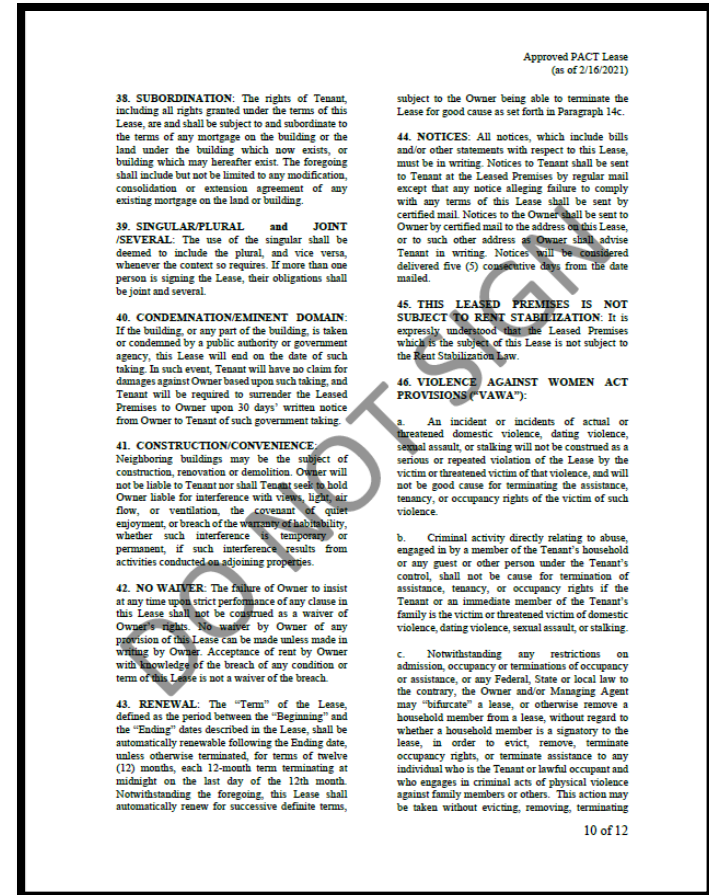 Approved PACT Lease
(as of 2/16/2021)
38. SUBORDINATION: The rights of Tenant,
including all rights granted under the terms of this
Lease, are and shall be subject to and subordinate to
the terms of any mortgage on the building or the
land under the building which now exists, or
building which may hereafter exist. The foregoing
shall include but not be limited to any modification,
consolidation or extension agreement of any
existing mortgage on the land or building.
39. SINGULAR/PLURAL and JOINT
/SEVERAL: The use of the singular shall be
deemed to include the plural, and vice versa,
whenever the context so requires. If more than one
person is signing the Lease, their obligations shall
be joint and several.
40. CONDEMNATION/EMINENT DOMAIN:
If the building, or any part of the building, is taken
or condemned by a public authority or government
agency, this Lease will end on the date of such
taking. In such event, Tenant will have no claim for
damages against Owner based upon such taking, and
Tenant will be required to surrender the Leased
Premises to Owner upon 30 days' written notice
from Owner to Tenant of such government taking.
41. CONSTRUCTION/CONVENIENCE:
Neighboring buildings may be the subject of
construction, renovation or demolition. Owner will
not be liable to Tenant nor shall Tenant seek to hold
Owner liable for interference with views, light, air
flow, or ventilation, the covenant of quiet
enjoyment, or breach of the warranty of habitability,
whether such interference is temporary or
permanent, if such interference results from
activities conducted on adjoining properties.
42. NO WAIVER: The failure of Owner to insist
at any time upon strict performance of any clause in
this Lease shall not be construed as a waiver of
Owner's rights. No waiver by Owner of any
provision of this Lease can be made unless made in
writing by Owner. Acceptance of rent by Owner
with knowledge of the breach of any condition or
term of this Lease is not a waiver of the breach.
43. RENEWAL: The "Term" of the Lease,
defined as the period between the "Beginning" and
the "Ending" dates described in the Lease, shall be
automatically renewable following the Ending date,
unless otherwise terminated, for terms of twelve
(12) months, each 12-month term terminating at
midnight on the last day of the 12th month.
Notwithstanding the foregoing, this Lease shall
automatically renew for successive definite terms,
subject to the Owner being able to terminate the
Lease for good cause as set forth in Paragraph 14c.
44. NOTICES: All notices, which include bills
and/or other statements with respect to this Lease,
must be in writing. Notices to Tenant shall be sent
to Tenant at the Leased Premises by regular mail
except that any notice alleging failure to comply
with any terms of this Lease shall be sent by
certified mail. Notices to the Owner shall be sent to
Owner by certified mail to the address on this Lease,
or to such other address as Owner shall advise
Tenant in writing. Notices will be considered
delivered five (5) consecutive days from the date
mailed.
45. THIS LEASED PREMISES IS NOT
SUBJECT TO RENT STABILIZATION: It is
expressly understood that the Leased Premises
which is the subject of this Lease is not subject to
the Rent Stabilization Law.
46. VIOLENCE AGAINST WOMEN ACT
PROVISIONS ("VAWA"):
a. An incident or incidents of actual or
threatened domestic violence, dating violence,
sexual assault, or stalking will not be construed as a
serious or repeated violation of the Lease by the
victim or threatened victim of that violence, and will
not be good cause for terminating the assistance,
tenancy, or occupancy rights of the victim of such
violence.
b. Criminal activity directly relating to abuse,
engaged in by a member of the Tenant's household
or any guest or other person under the Tenant's
control, shall not be cause for termination of
assistance, tenancy, or occupancy rights if the
Tenant or an immediate member of the Tenant's
family is the victim or threatened victim of domestic
violence, dating violence, sexual assault, or stalking.
c. Notwithstanding any restrictions on
admission, occupancy or terminations of occupancy
or assistance, or any Federal, State or local law to
the contrary, the Owner and/or Managing Agent
may "bifurcate" a lease, or otherwise remove a
household member from a lease, without regard to
whether a household member is a signatory to the
lease, in order to evict, remove, terminate
occupancy rights, or terminate assistance to any
individual who is the Tenant or lawful occupant and
who engages in criminal acts of physical violence
against family members or others. This action may
be taken without evicting, removing, terminating
10 of 12
DO NOT SIGN